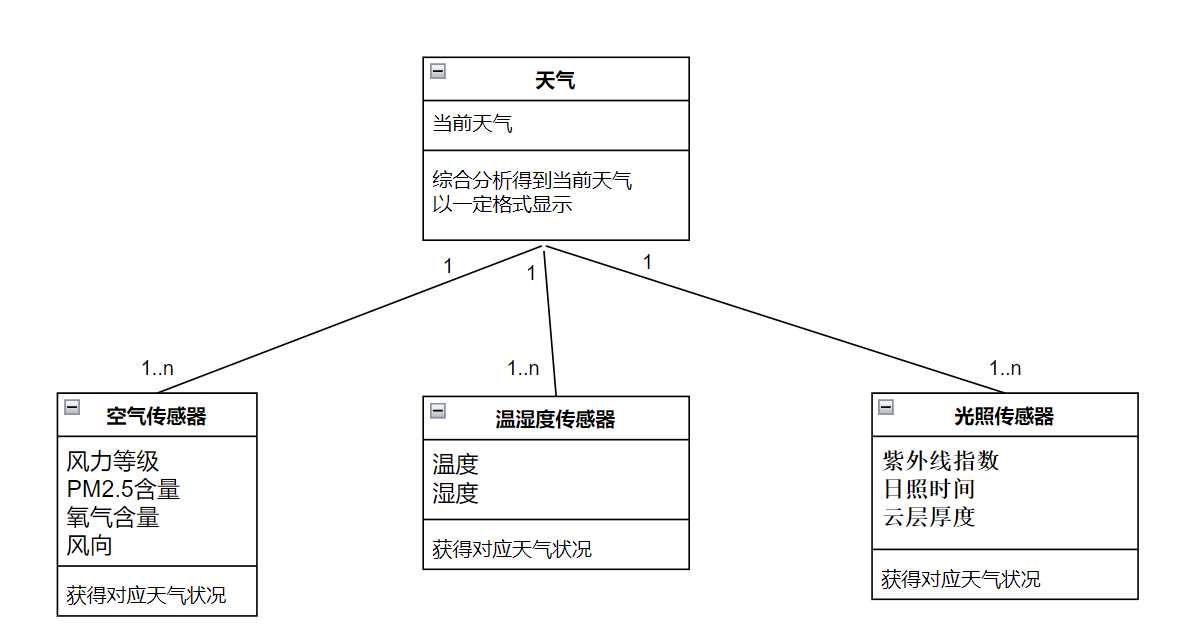 天气
当前天气
综合分析得到当前天气
以一定格式显示
1
1
1
1..n
1..n
1..n
空气传感器
风力等级
PM2.5含量
氧气含量
风向
获得对应天气状况
温湿度传感器
温度
湿度
获得对应天气状况
光照传感器
紫外线指数
日照时间
云层厚度
获得对应天气状况